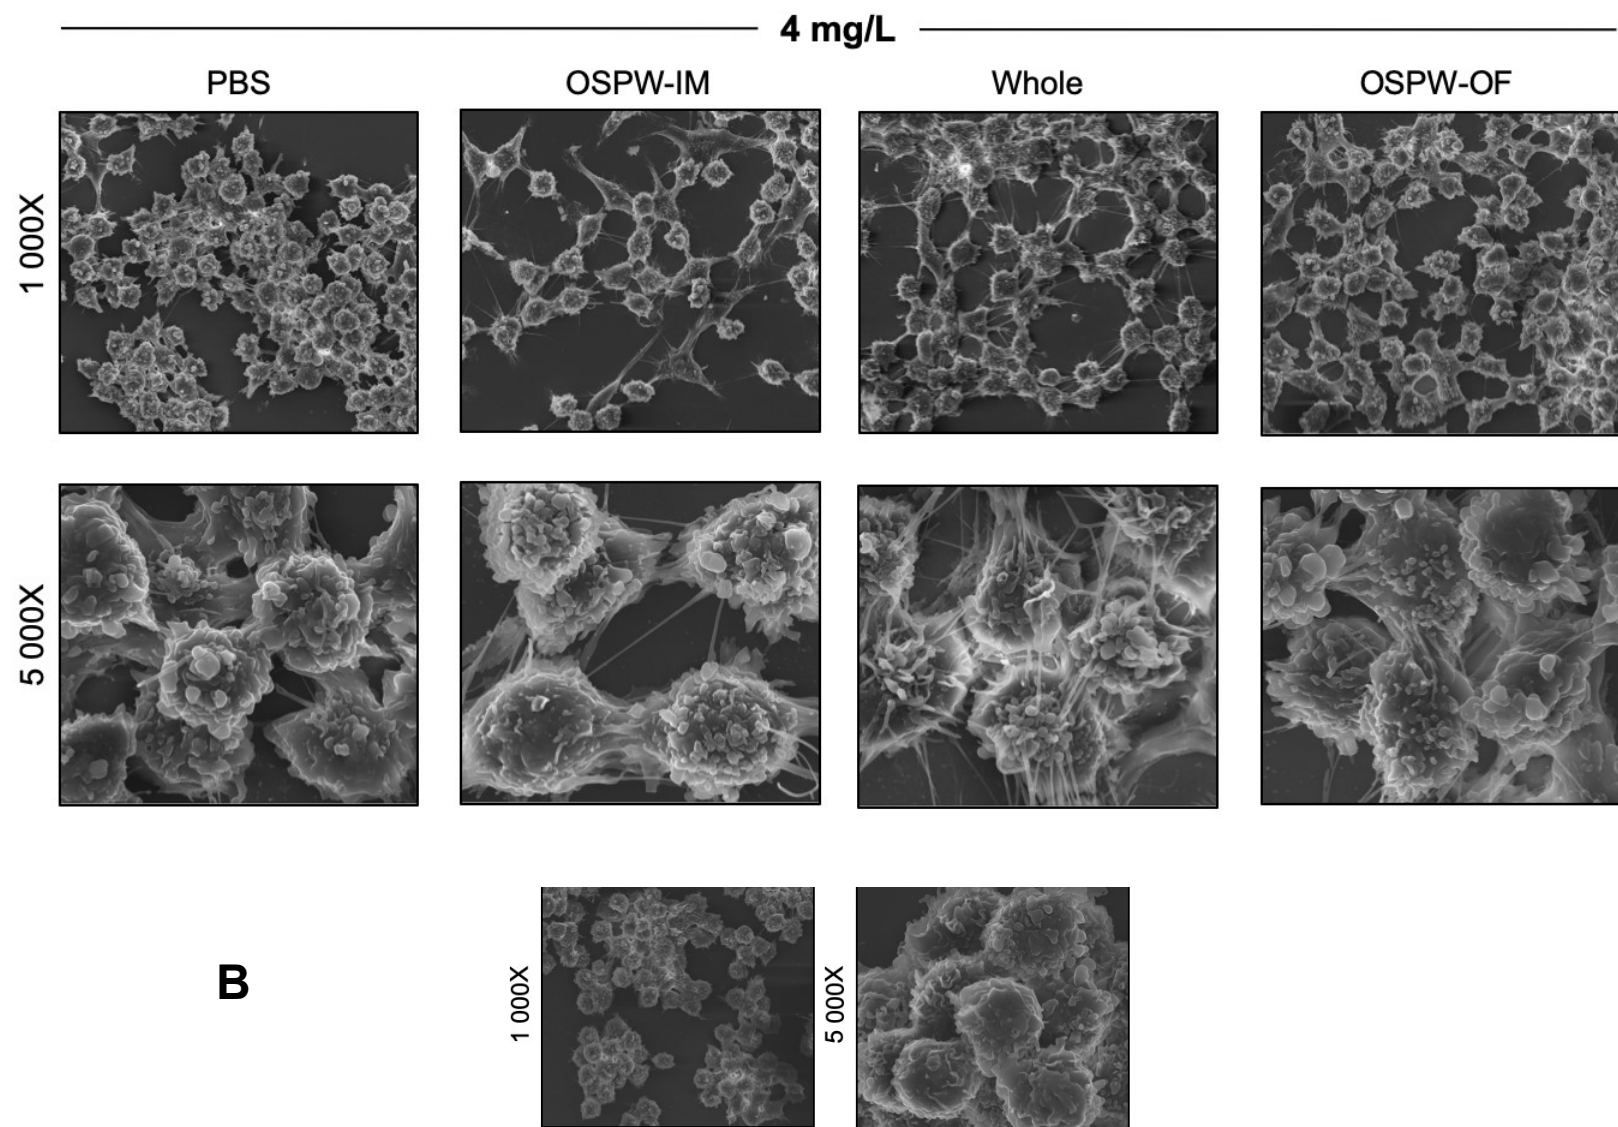 4 mg/L
PBS
OSPW-IM
Whole
OSPW-OF
1 000X
5 000X
B
1 000X
5 000X